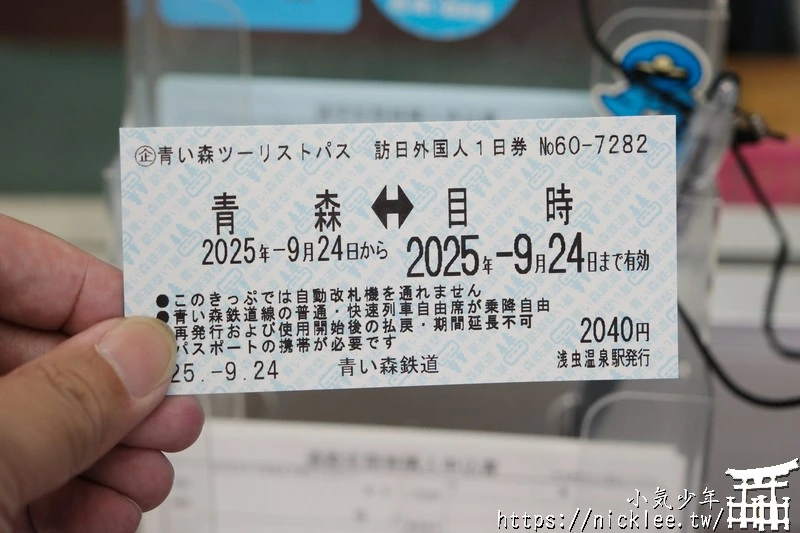 ㋖青い森ツーリストパス 訪日外国人1日券 №60-7282
青森↔目時
2025年-9月24日から 2025年-9月24日まで有効
●このきっぷでは自動改札機を通れません
●青い森鉄道線の普通・快速列車自由席が乗降自由
再発行および使用開始後の払戻・期間延長不可
パスポートの携帯が必要です
2040円
25.-9.24 青い森鉄道 浅虫温泉駅発行
小気少年
https://nicklee.tw/